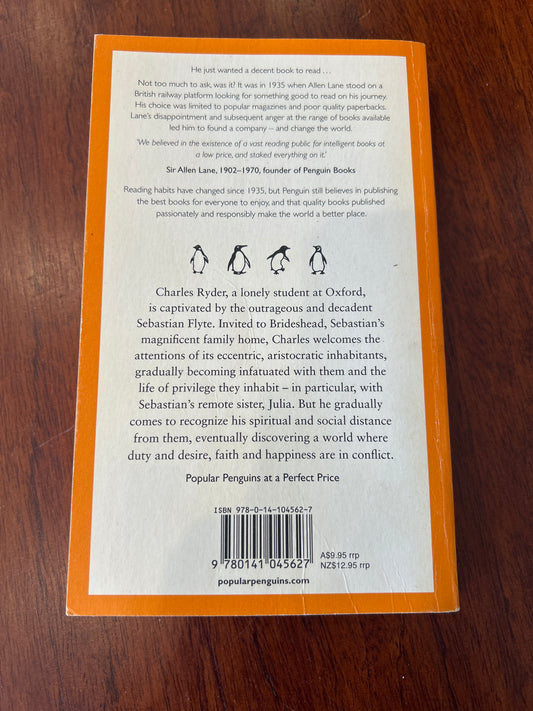 He just wanted a decent book to read ...
Not too much to ask, was it? It was in 1935 when Allen Lane stood on a
British railway platform looking for something good to read on his journey.
His choice was limited to popular magazines and poor quality paperbacks.
Lane's disappointment and subsequent anger at the range of books available
led him to found a company – and change the world.
'We believed in the existence of a vast reading public for intelligent books at
a low price, and staked everything on it.'
Sir Allen Lane, 1902–1970, founder of Penguin Books
Reading habits have changed since 1935, but Penguin still believes in publishing
the best books for everyone to enjoy, and that quality books published
passionately and responsibly make the world a better place.
Charles Ryder, a lonely student at Oxford,
is captivated by the outrageous and decadent
Sebastian Flyte. Invited to Brideshead, Sebastian's
magnificent family home, Charles welcomes the
attentions of its eccentric, aristocratic inhabitants,
gradually becoming infatuated with them and the
life of privilege they inhabit – in particular, with
Sebastian's remote sister, Julia. But he gradually
comes to recognize his spiritual and social distance
from them, eventually discovering a world where
duty and desire, faith and happiness are in conflict.
Popular Penguins at a Perfect Price
ISBN 978-0-14-104562-7
9 780141 045627
A$9.95 rrp
NZ$12.95 rrp
popularpenguins.com